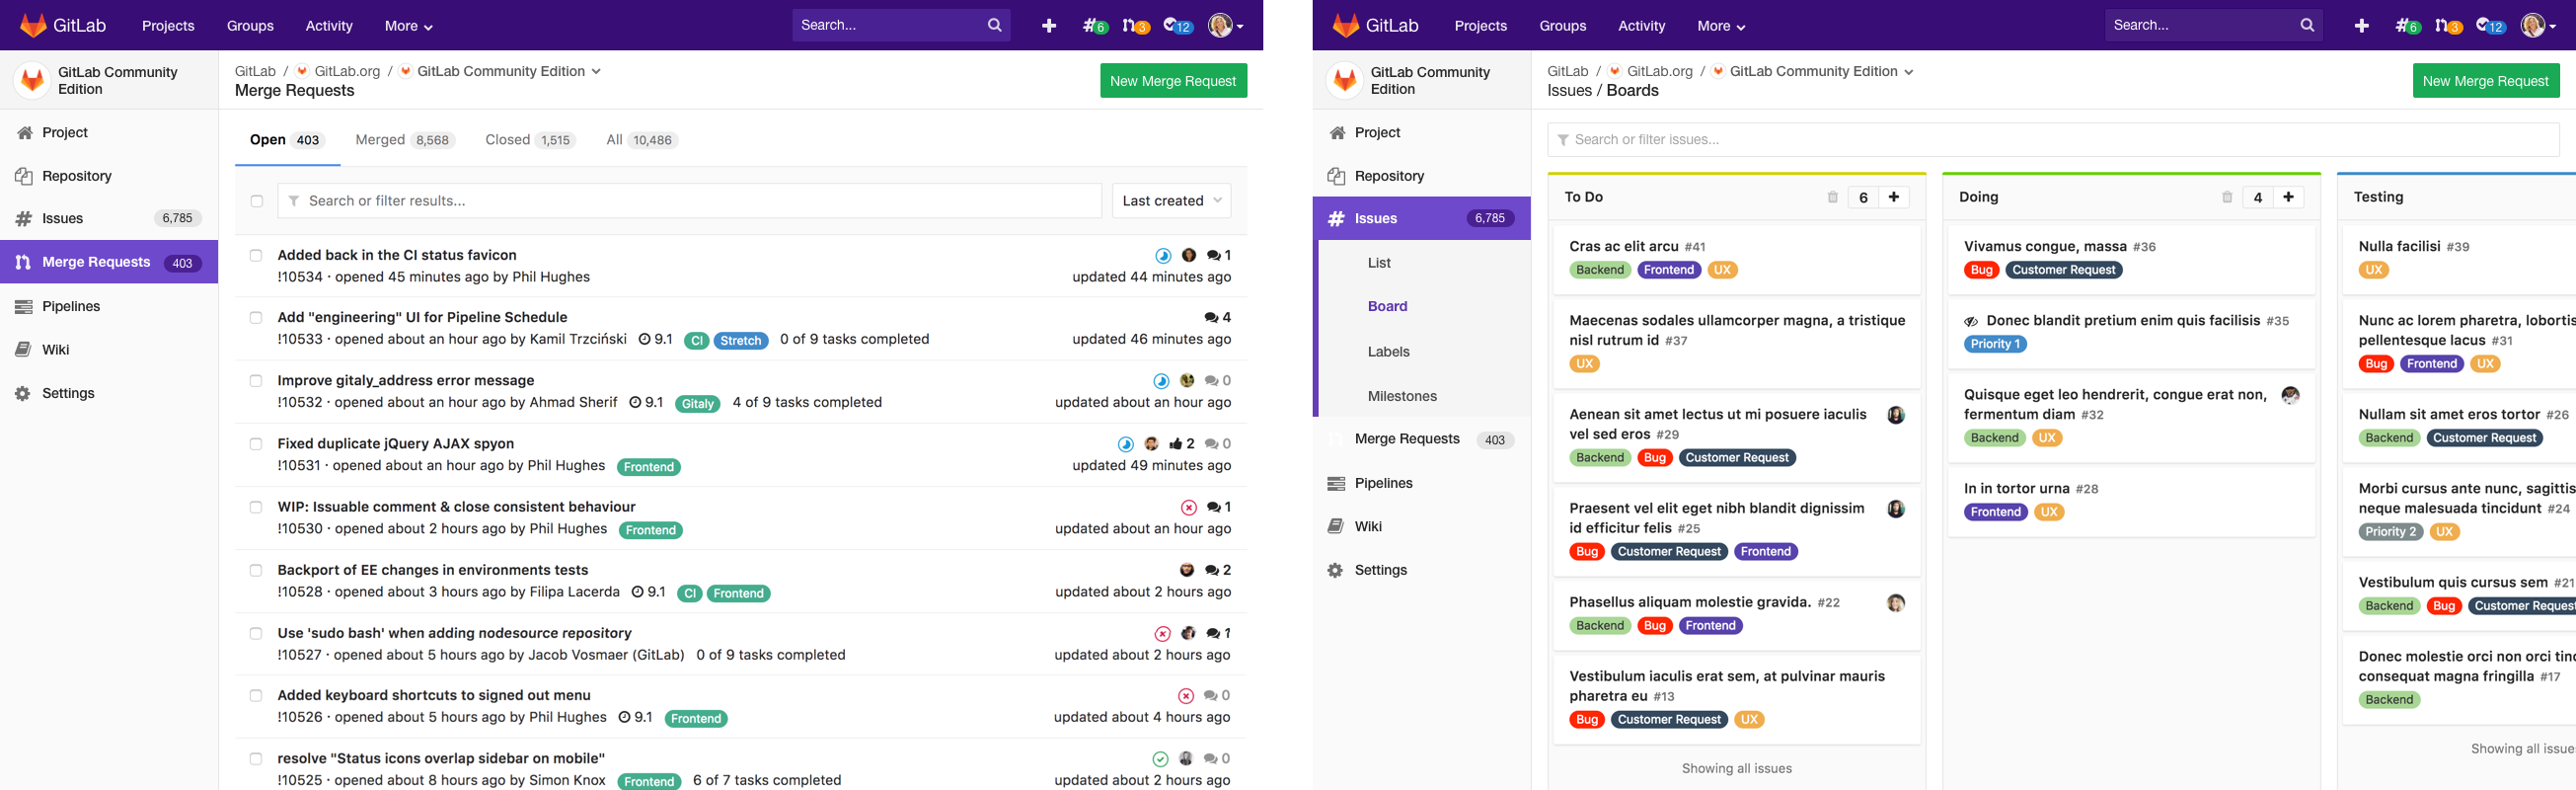 GitLab Projects Groups Activity More Search... 6 3 12
GitLab Community Edition
Project
Repository
Issues 6,785
Merge Requests 403
Pipelines
Wiki
Settings
GitLab / GitLab.org / GitLab Community Edition
Merge Requests
New Merge Request
Open 403 Merged 8,568 Closed 1,515 All 10,486
Search or filter results... Last created
Added back in the CI status favicon 1
!10534 · opened 45 minutes ago by Phil Hughes updated 44 minutes ago
Add "engineering" UI for Pipeline Schedule 4
!10533 · opened about an hour ago by Kamil Trzciński 9.1 CI Stretch 0 of 9 tasks completed updated 46 minutes ago
Improve gitaly_address error message 0
!10532 · opened about an hour ago by Ahmad Sherif 9.1 Gitaly 4 of 9 tasks completed updated about an hour ago
Fixed duplicate jQuery AJAX spyon 2 0
!10531 · opened about an hour ago by Phil Hughes Frontend updated 49 minutes ago
WIP: Issuable comment & close consistent behaviour 1
!10530 · opened about 2 hours ago by Phil Hughes Frontend updated about an hour ago
Backport of EE changes in environments tests 2
!10528 · opened about 3 hours ago by Filipa Lacerda 9.1 CI Frontend updated about 2 hours ago
Use 'sudo bash' when adding nodesource repository 1
!10527 · opened about 5 hours ago by Jacob Vosmaer (GitLab) 0 of 9 tasks completed updated about 2 hours ago
Added keyboard shortcuts to signed out menu 0
!10526 · opened about 5 hours ago by Phil Hughes 9.1 Frontend updated about 4 hours ago
resolve "Status icons overlap sidebar on mobile" 0
!10525 · opened about 8 hours ago by Simon Knox Frontend 6 of 7 tasks completed updated about 2 hours ago
GitLab Projects Groups Activity More Search... 6 3 12
GitLab Community Edition
Project
Repository
Issues 6,785
List
Board
Labels
Milestones
Merge Requests 403
Pipelines
Wiki
Settings
GitLab / GitLab.org / GitLab Community Edition
Issues / Boards
New Merge Request
Search or filter issues...
To Do 6
Cras ac elit arcu #41
Backend Frontend UX
Maecenas sodales ullamcorper magna, a tristique
nisl rutrum id #37
UX
Aenean sit amet lectus ut mi posuere iaculis
vel sed eros #29
Backend Bug Customer Request
Praesent vel elit eget nibh blandit dignissim
id efficitur felis #25
Bug Customer Request Frontend
Phasellus aliquam molestie gravida. #22
Backend Bug Frontend
Vestibulum iaculis erat sem, at pulvinar mauris
pharetra eu #13
Bug Customer Request UX
Showing all issues
Doing 4
Vivamus congue, massa #36
Bug Customer Request
Donec blandit pretium enim quis facilisis #35
Priority 1
Quisque eget leo hendrerit, congue erat non,
fermentum diam #32
Backend UX
In in tortor urna #28
Frontend UX
Testing
Nulla facilisi #39
UX
Nunc ac lorem pharetra, lobortis
pellentesque lacus #31
Bug Frontend UX
Nullam sit amet eros tortor #26
Backend Customer Request
Morbi cursus ante nunc, sagittis
neque malesuada tincidunt #24
Priority 2 UX
Vestibulum quis cursus sem #21
Backend Bug Customer Request
Donec molestie orci non orci tinc
consequat magna fringilla #17
Backend
Showing all issue